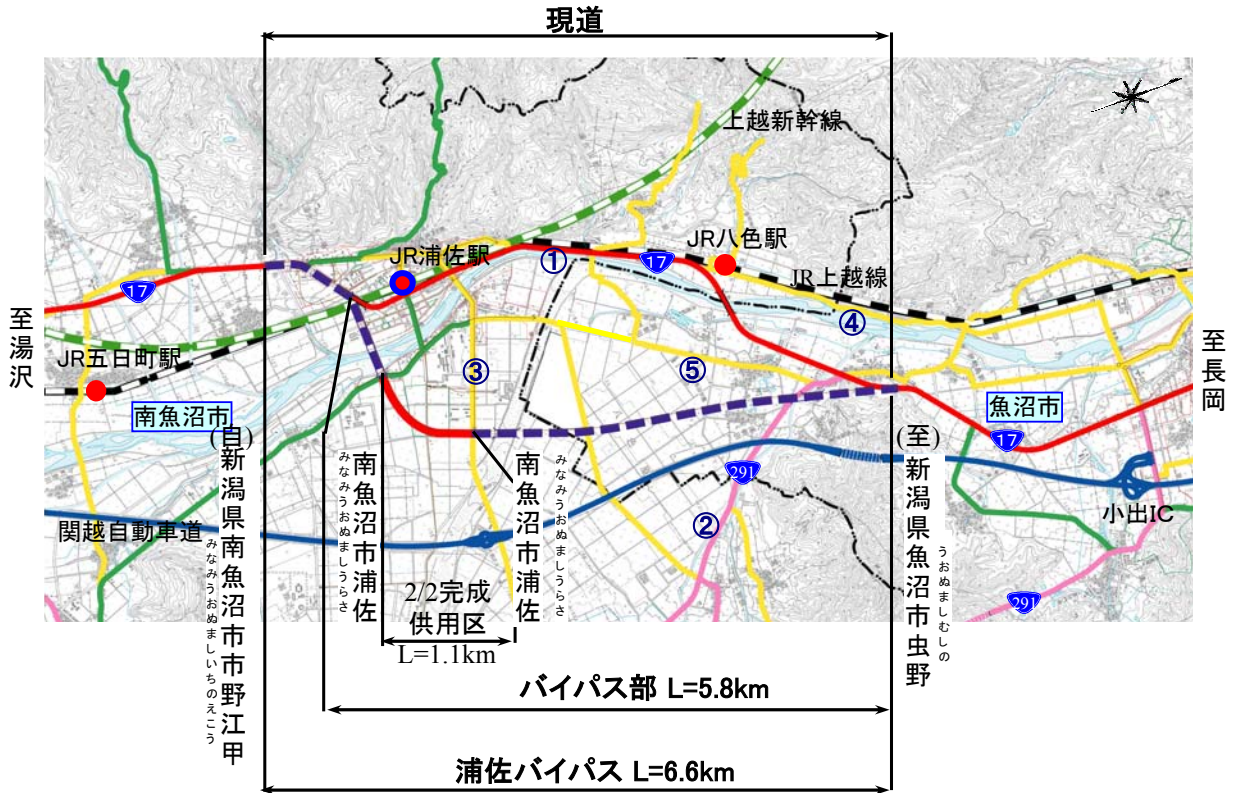 現道
上越新幹線
JR浦佐駅
①
17
JR八色駅
JR上越線
④
17
至湯沢
JR五日町駅
③
⑤
至長岡
南魚沼市
魚沼市
17
(自)新潟県南魚沼市市野江甲
みなみうおぬましいちのえこう
南魚沼市浦佐
みなみうおぬましうらさ
南魚沼市浦佐
みなみうおぬましうらさ
291
②
(至)新潟県魚沼市虫野
うおぬましむしの
小出IC
関越自動車道
291
2/2完成
供用区
L=1.1km
バイパス部 L=5.8km
浦佐バイパス L=6.6km